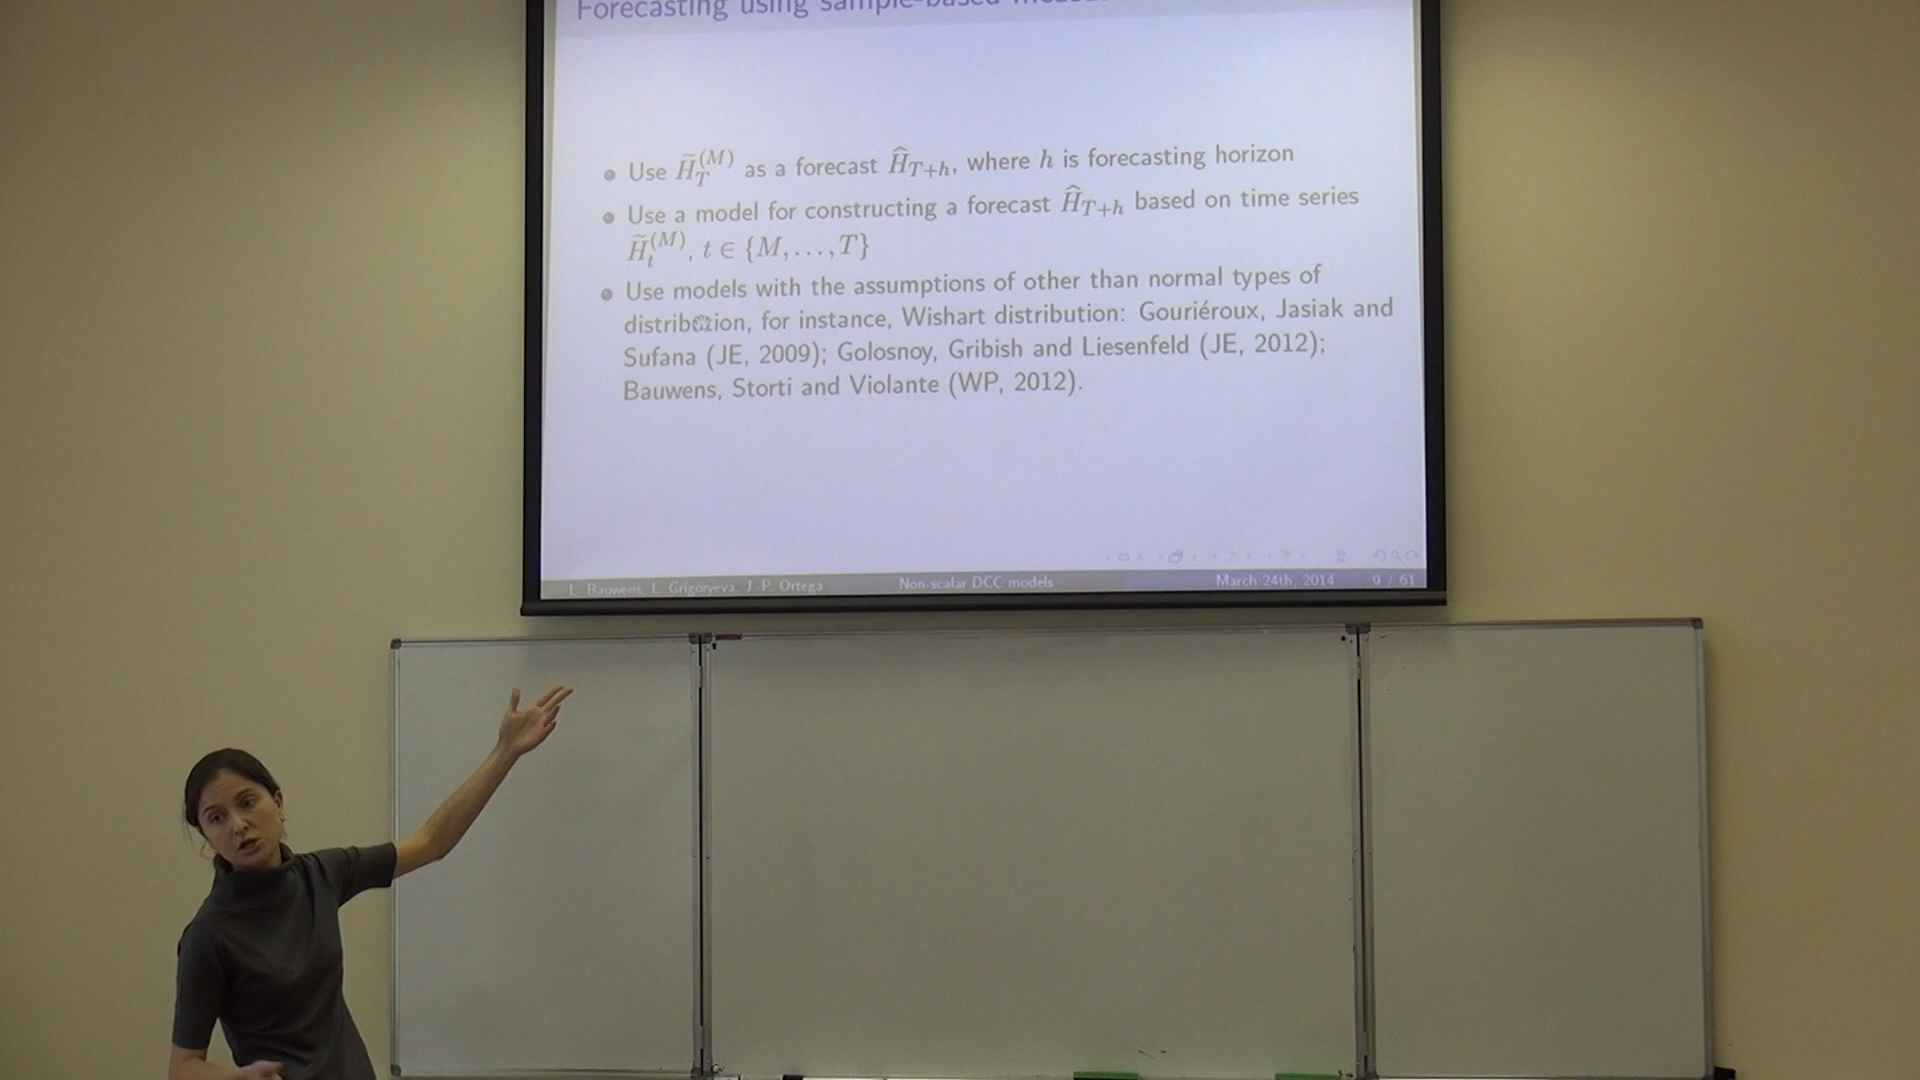 Forecasting using sample-based
Use H̃_T^(M) as a forecast Ĥ_{T+h}, where h is forecasting horizon
Use a model for constructing a forecast Ĥ_{T+h} based on time series
H̃_t^(M), t ∈ {M, . . . , T}
Use models with the assumptions of other than normal types of
distribution, for instance, Wishart distribution: Gouriéroux, Jasiak and
Sufana (JE, 2009); Golosnoy, Gribish and Liesenfeld (JE, 2012);
Bauwens, Storti and Violante (WP, 2012).
L. Bauwens, L. Grigoryeva, J.-P. Ortega Non-scalar DCC models March 24th, 2014 9 / 61